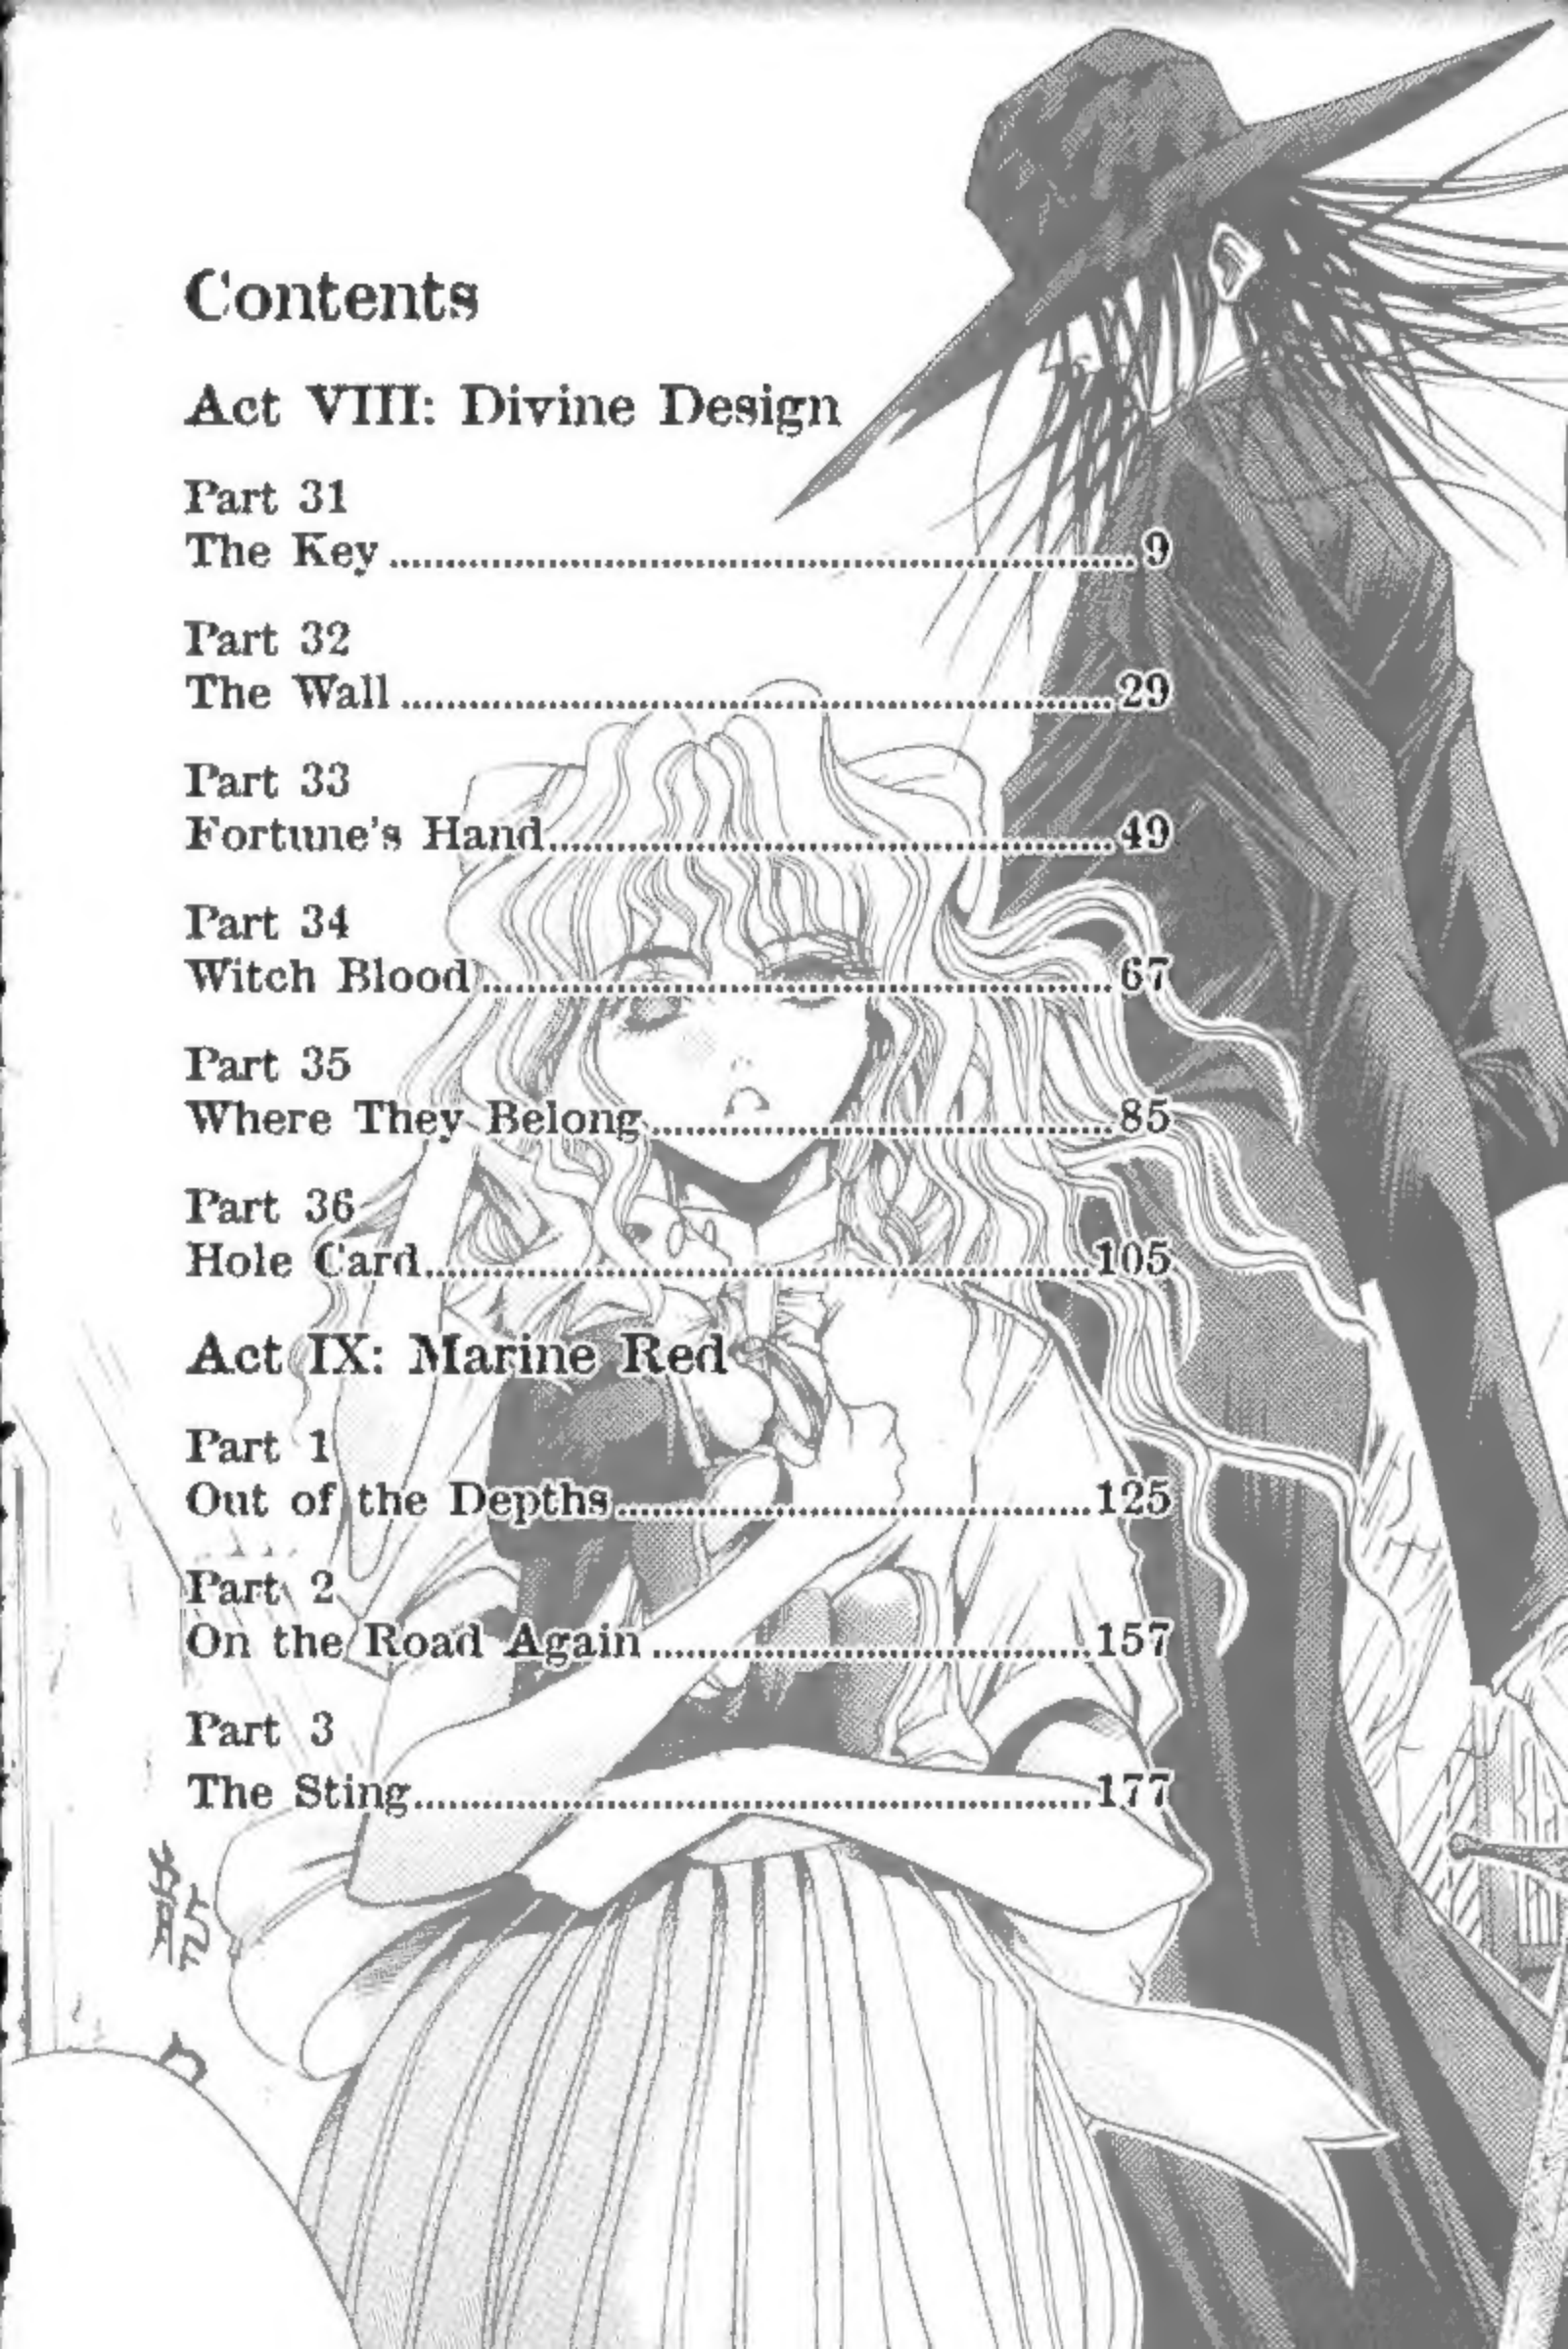 Contents
Act VIII: Divine Design
Part 31
The Key 9
Part 32
The Wall 29
Part 33
Fortune's Hand 49
Part 34
Witch Blood 67
Part 35
Where They Belong 85
Part 36
Hole Card 105
Act IX: Marine Red
Part 1
Out of the Depths 125
Part 2
On the Road Again 157
Part 3
The Sting 177